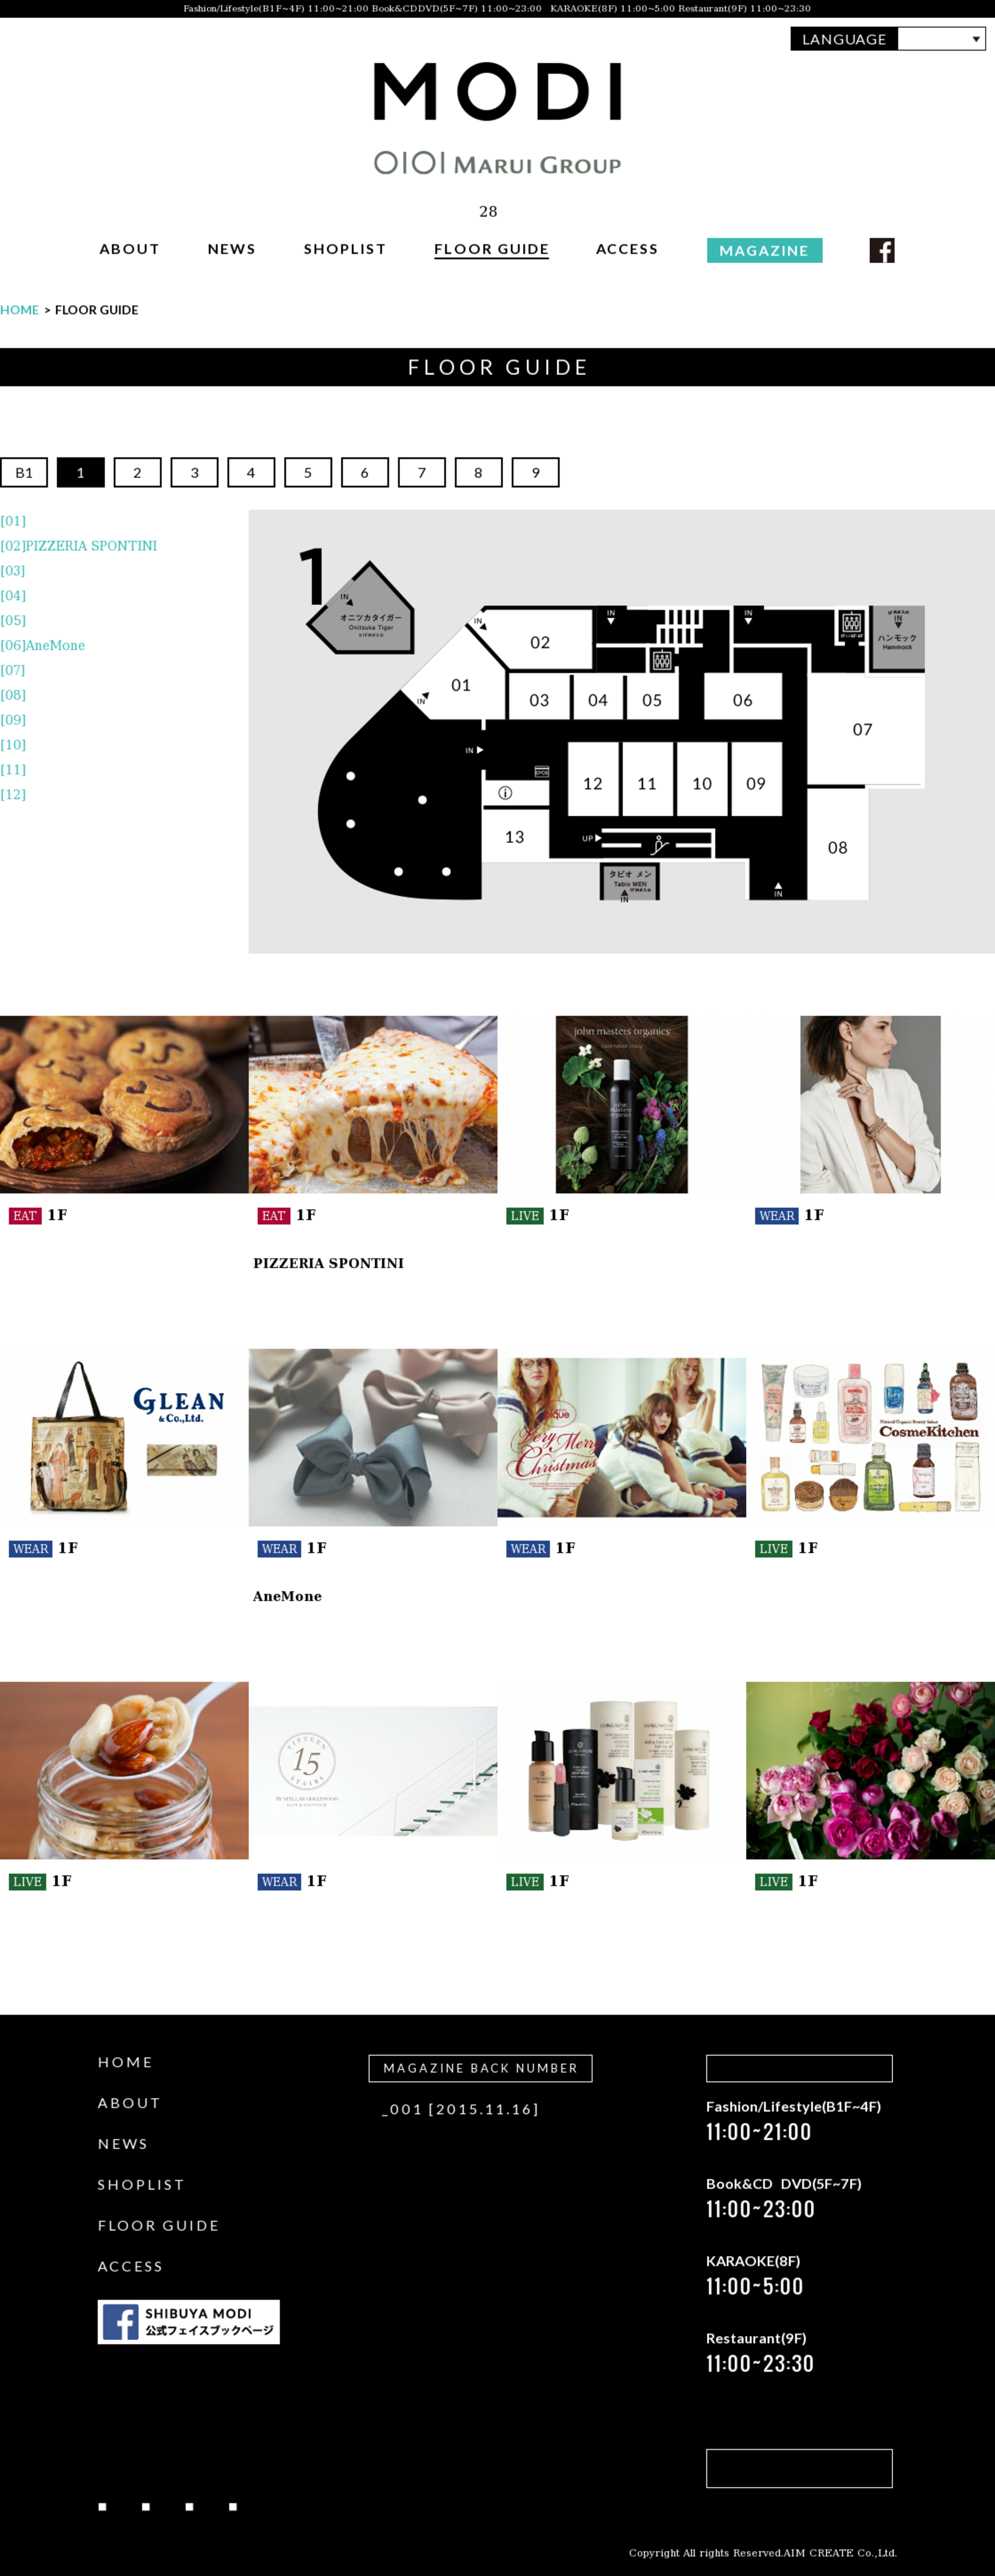 Fashion/Lifestyle(B1F~4F) 11:00~21:00 Book&CDDVD(5F~7F) 11:00~23:00 KARAOKE(8F) 11:00~5:00 Restaurant(9F) 11:00~23:30
LANGUAGE
MODI
OIOI MARUI GROUP
28
ABOUT NEWS SHOPLIST FLOOR GUIDE ACCESS MAGAZINE
HOME > FLOOR GUIDE
FLOOR GUIDE
B1 1 2 3 4 5 6 7 8 9
[01]
[02]PIZZERIA SPONTINI
[03]
[04]
[05]
[06]AneMone
[07]
[08]
[09]
[10]
[11]
[12]
1
IN
オニツカタイガー
Onitsuka Tiger
IN
IN
IN
IN
ハンモック
Hammock
02
01
IN
03
04
05
06
07
IN
EPOS
12
11
10
09
13
UP
08
タビオ メン
Tabio MEN
IN
IN
john masters organics
EAT 1F
EAT 1F
LIVE 1F
WEAR 1F
PIZZERIA SPONTINI
GLEAN
& Co.,Ltd.
Very Merry
Christmas
Natural Organic Beauty Select
CosmeKitchen
WEAR 1F
WEAR 1F
WEAR 1F
LIVE 1F
AneMone
FIFTEEN
15
STAIRS
LIVE 1F
WEAR 1F
LIVE 1F
LIVE 1F
HOME
ABOUT
NEWS
SHOPLIST
FLOOR GUIDE
ACCESS
SHIBUYA MODI
公式フェイスブックページ
MAGAZINE BACK NUMBER
_001 [2015.11.16]
Fashion/Lifestyle(B1F~4F)
11:00~21:00
Book&CD DVD(5F~7F)
11:00~23:00
KARAOKE(8F)
11:00~5:00
Restaurant(9F)
11:00~23:30
Copyright All rights Reserved.AIM CREATE Co.,Ltd.